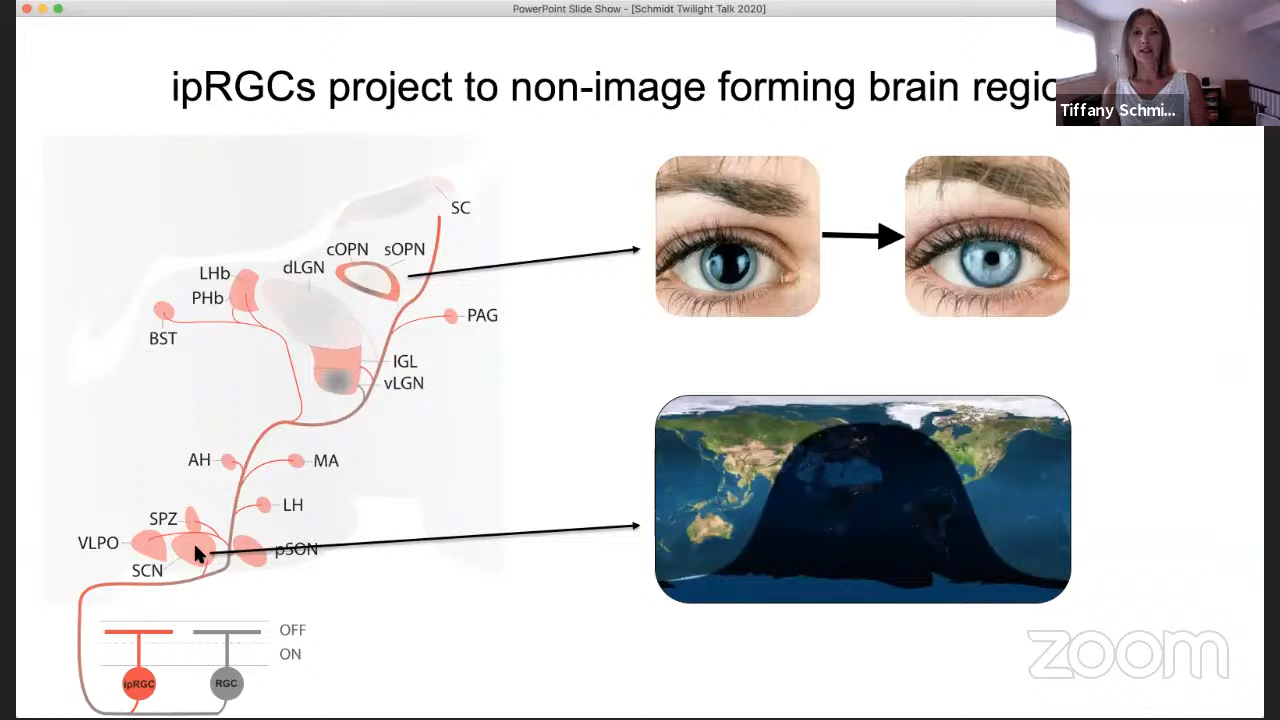 PowerPoint Slide Show - [Schmidt Twilight Talk 2020]
ipRGCs project to non-image forming brain regio
Tiffany Schmi...
SC
cOPN
sOPN
dLGN
LHb
PHb
BST
PAG
IGL
vLGN
AH
MA
LH
SPZ
VLPO
pSON
SCN
OFF
ON
ipRGC
RGC
zoom